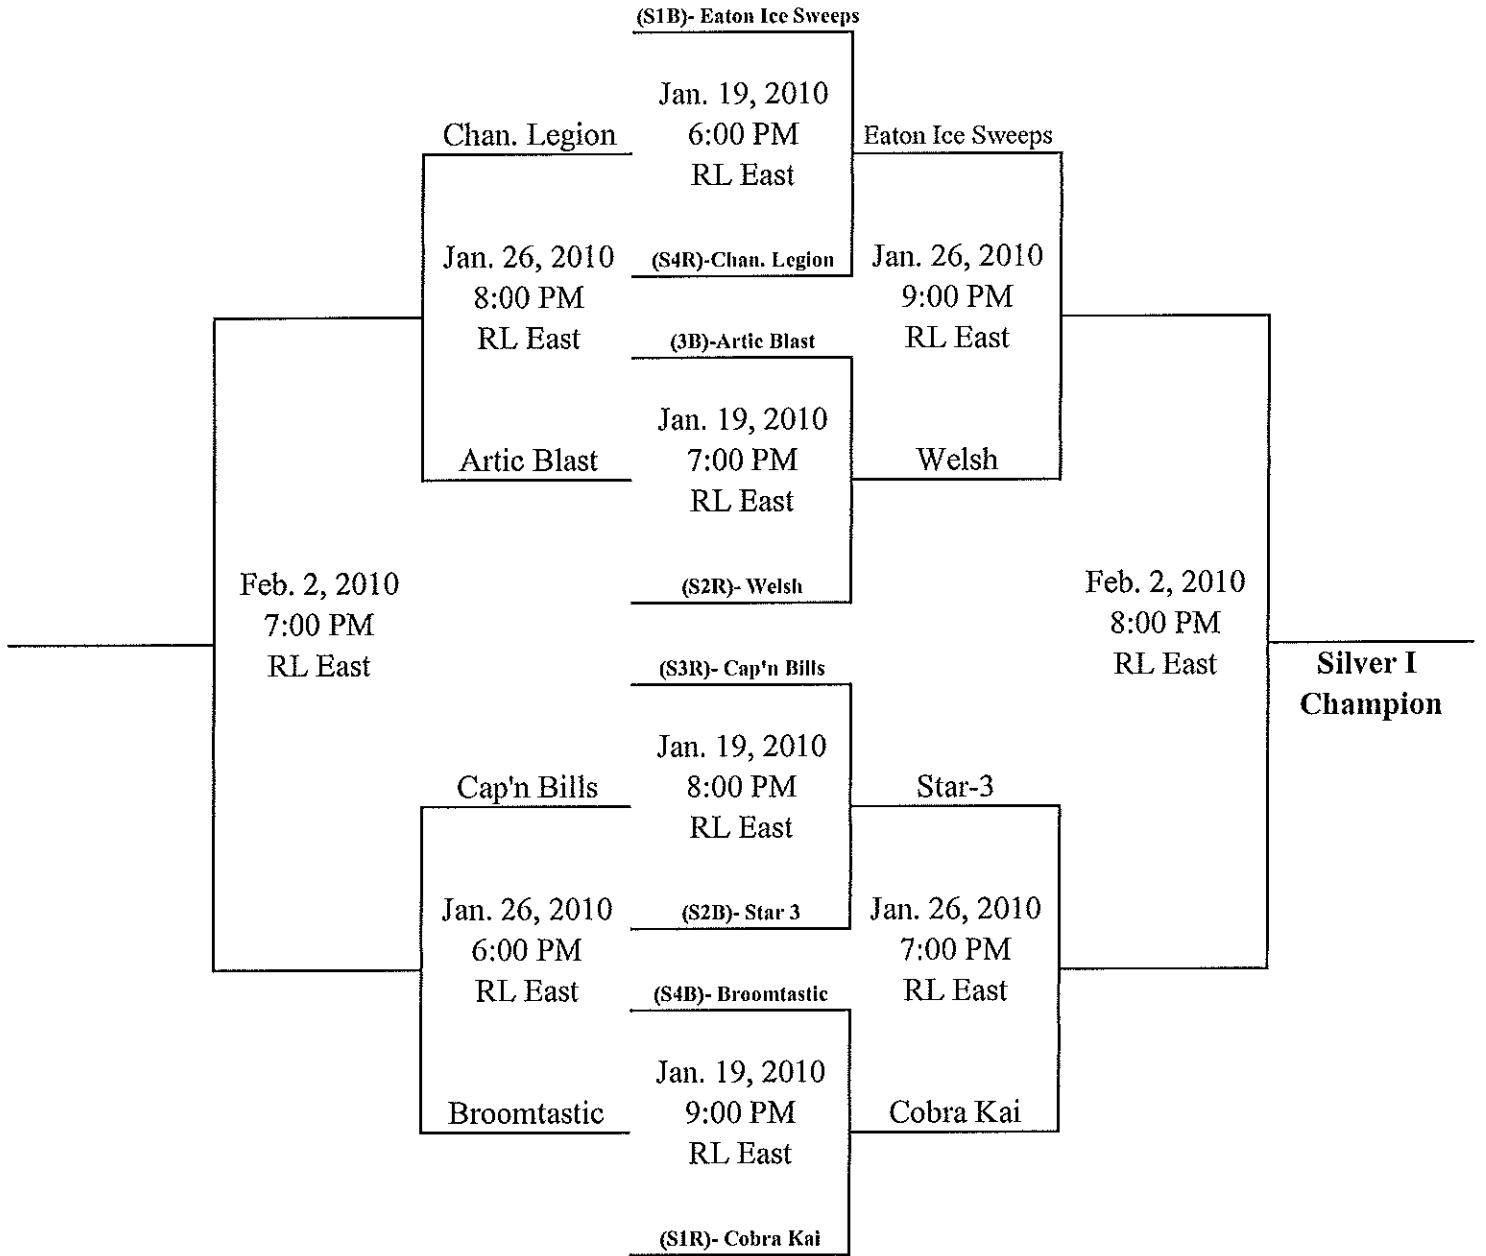 (S1B)- Eaton Ice Sweeps
Jan. 19, 2010
6:00 PM
RL East
Chan. Legion
Eaton Ice Sweeps
(S4R)-Chan. Legion
Jan. 26, 2010
8:00 PM
RL East
Jan. 26, 2010
9:00 PM
RL East
(3B)-Artic Blast
Jan. 19, 2010
7:00 PM
RL East
Artic Blast
Welsh
(S2R)- Welsh
Feb. 2, 2010
7:00 PM
RL East
Feb. 2, 2010
8:00 PM
RL East
Silver I
Champion
(S3R)- Cap'n Bills
Jan. 19, 2010
8:00 PM
RL East
Cap'n Bills
Star-3
(S2B)- Star 3
Jan. 26, 2010
6:00 PM
RL East
Jan. 26, 2010
7:00 PM
RL East
(S4B)- Broomtastic
Jan. 19, 2010
9:00 PM
RL East
Broomtastic
Cobra Kai
(S1R)- Cobra Kai